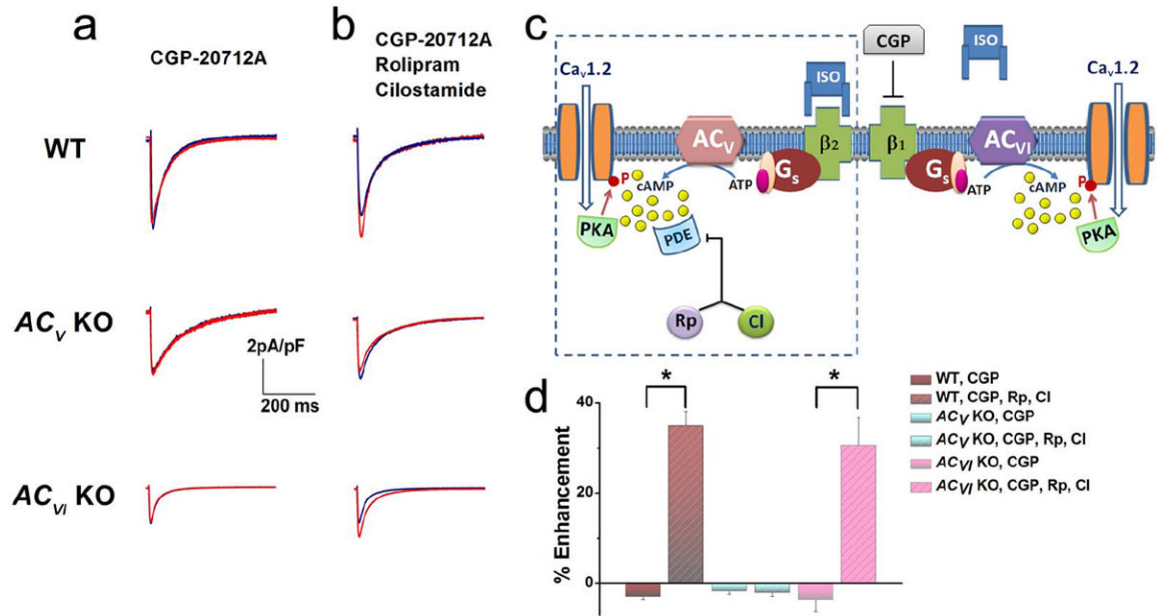 a
CGP-20712A
b
CGP-20712A
Rolipram
Cilostamide
WT
ACV KO
2pA/pF
200 ms
ACVI KO
c
CGP
ISO
ISO
Cav1.2
Cav1.2
ACV
β2
β1
ACVI
Gs
Gs
P
cAMP
ATP
ATP
cAMP
P
PKA
PDE
PKA
Rp
Cl
d
*
*
40
20
0
% Enhancement
WT, CGP
WT, CGP, Rp, Cl
ACV KO, CGP
ACV KO, CGP, Rp, Cl
ACVI KO, CGP
ACVI KO, CGP, Rp, Cl